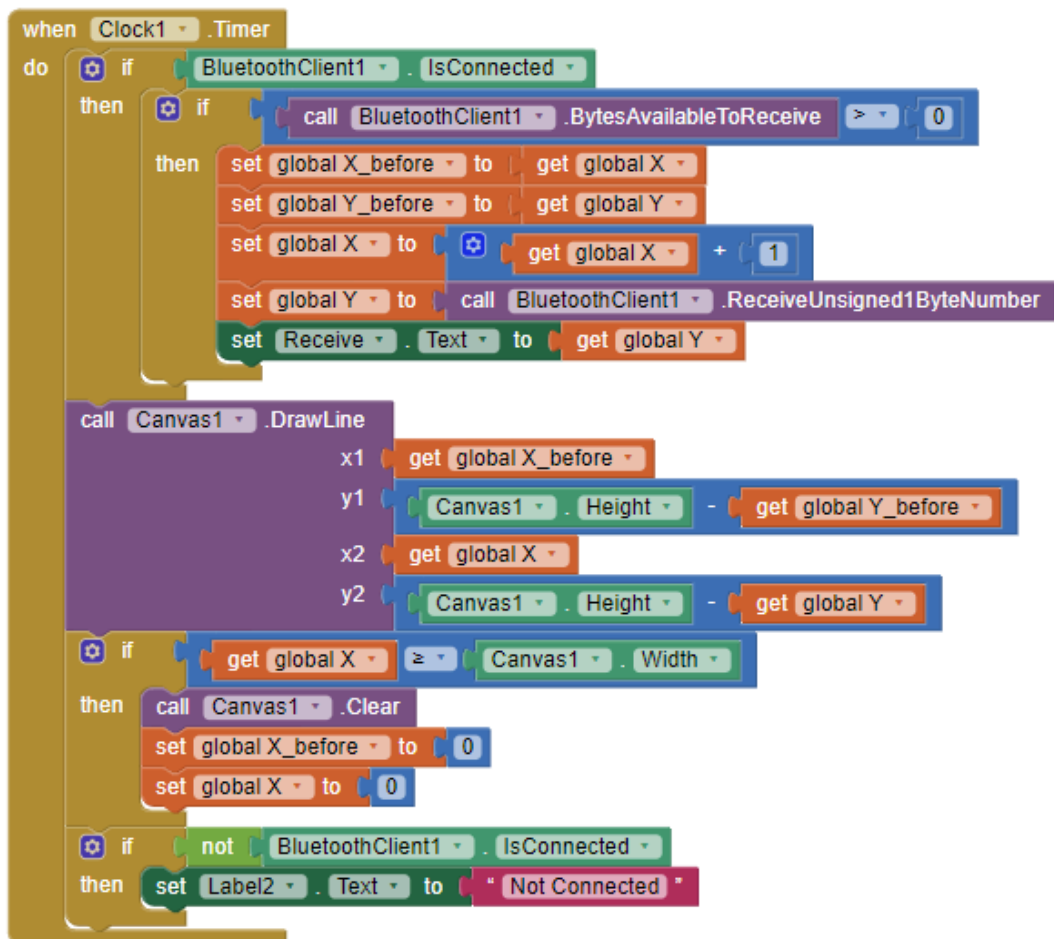 when Clock1 .Timer
do if BluetoothClient1 . IsConnected
then if call BluetoothClient1 .BytesAvailableToReceive > 0
then set global X_before to get global X
set global Y_before to get global Y
set global X to get global X + 1
set global Y to call BluetoothClient1 .ReceiveUnsigned1ByteNumber
set Receive . Text to get global Y
call Canvas1 .DrawLine
x1 get global X_before
y1 Canvas1 . Height - get global Y_before
x2 get global X
y2 Canvas1 . Height - get global Y
if get global X ≥ Canvas1 . Width
then call Canvas1 .Clear
set global X_before to 0
set global X to 0
if not BluetoothClient1 . IsConnected
then set Label2 . Text to " Not Connected "